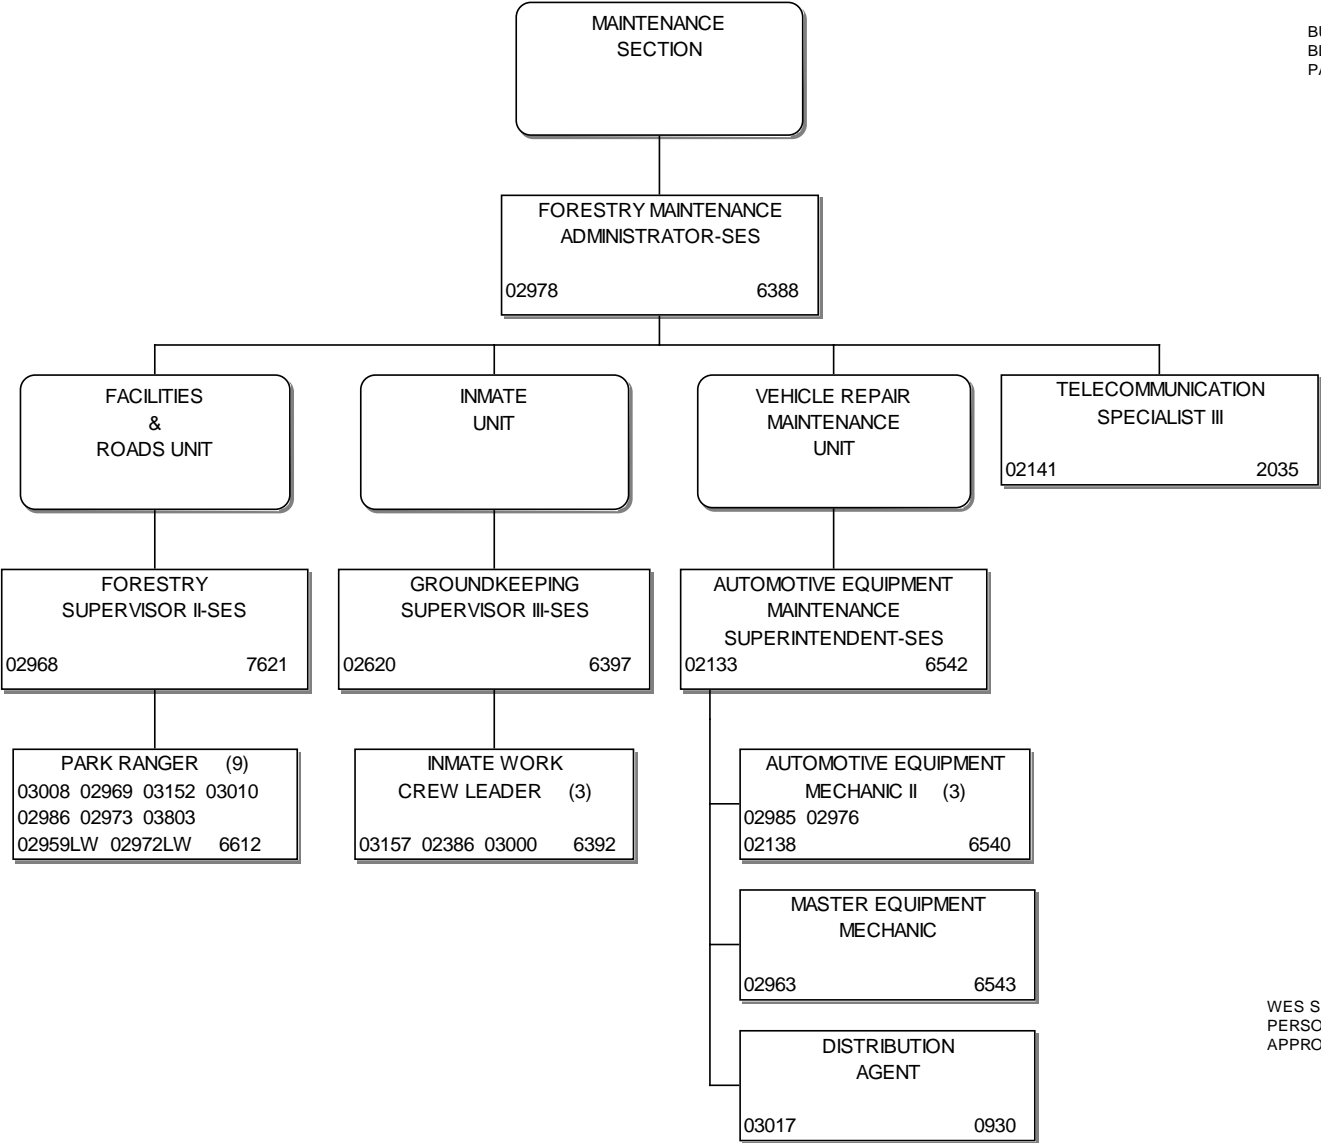 MAINTENANCE
SECTION
FORESTRY MAINTENANCE
ADMINISTRATOR-SES
02978 6388
FACILITIES
&
ROADS UNIT
INMATE
UNIT
VEHICLE REPAIR
MAINTENANCE
UNIT
TELECOMMUNICATION
SPECIALIST III
02141 2035
FORESTRY
SUPERVISOR II-SES
02968 7621
GROUNDKEEPING
SUPERVISOR III-SES
02620 6397
AUTOMOTIVE EQUIPMENT
MAINTENANCE
SUPERINTENDENT-SES
02133 6542
PARK RANGER (9)
03008 02969 03152 03010
02986 02973 03803
02959LW 02972LW 6612
INMATE WORK
CREW LEADER (3)
03157 02386 03000 6392
AUTOMOTIVE EQUIPMENT
MECHANIC II (3)
02985 02976
02138 6540
MASTER EQUIPMENT
MECHANIC
02963 6543
DISTRIBUTION
AGENT
03017 0930
WES S
PERSO
APPRO